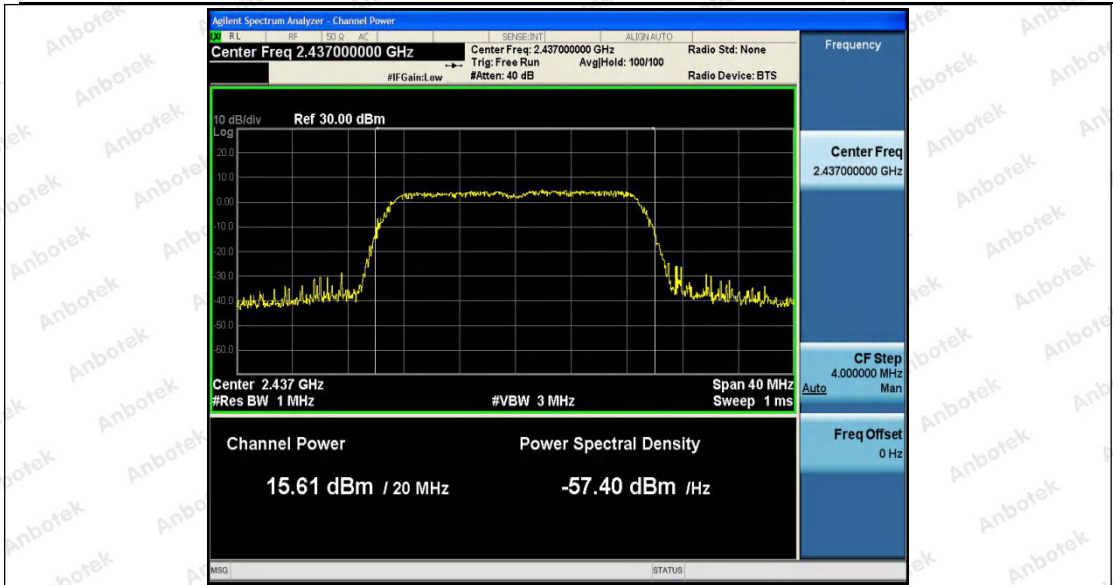 Agilent Spectrum Analyzer - Channel Power
LXI RL RF 50 Ω AC SENSE:INT ALIGNAUTO
Center Freq 2.437000000 GHz
Center Freq: 2.437000000 GHz Radio Std: None
Trig: Free Run Avg|Hold: 100/100
#IFGain:Low #Atten: 40 dB Radio Device: BTS
Frequency
10 dB/div Ref 30.00 dBm
Log
20.0
10.0
0.00
-10.0
-20.0
-30.0
-40.0
-50.0
-60.0
Center 2.437 GHz Span 40 MHz
#Res BW 1 MHz #VBW 3 MHz Sweep 1 ms
Center Freq
2.437000000 GHz
CF Step
4.000000 MHz
Auto Man
Freq Offset
0 Hz
Channel Power Power Spectral Density
15.61 dBm / 20 MHz -57.40 dBm /Hz
MSG STATUS
Anbotek